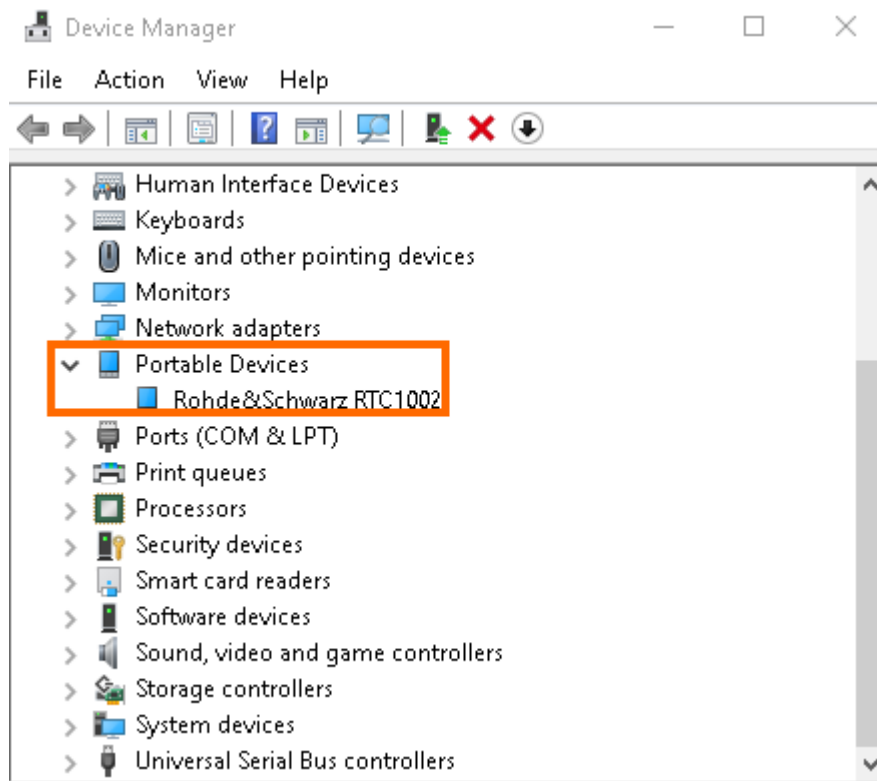 Device Manager
File Action View Help
Human Interface Devices
Keyboards
Mice and other pointing devices
Monitors
Network adapters
Portable Devices
Rohde&Schwarz RTC1002
Ports (COM & LPT)
Print queues
Processors
Security devices
Smart card readers
Software devices
Sound, video and game controllers
Storage controllers
System devices
Universal Serial Bus controllers